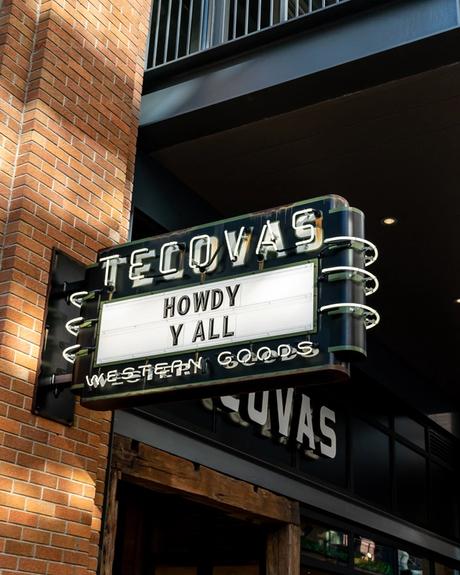 TECOVAS
HOWDY
Y ALL
WESTERN GOODS
TECOVAS